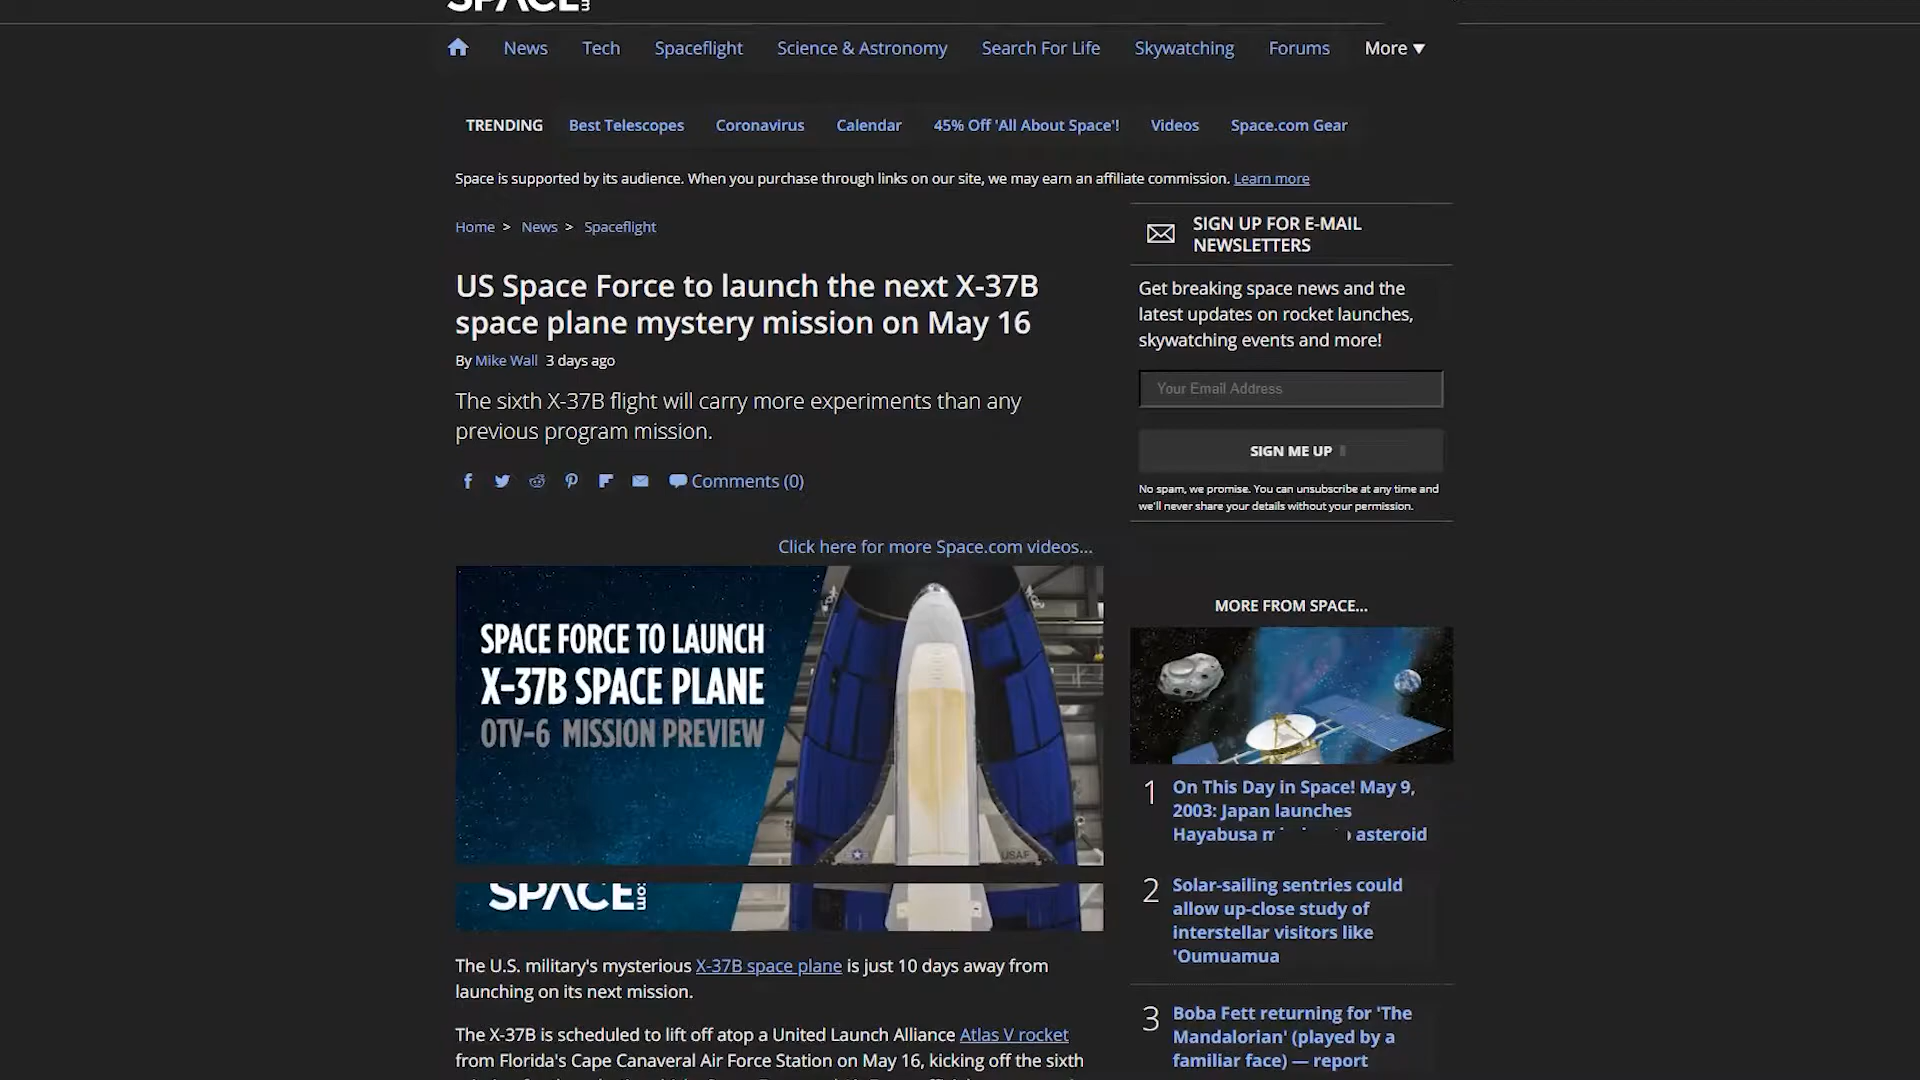 SPACE.com
News Tech Spaceflight Science & Astronomy Search For Life Skywatching Forums More ▼
TRENDING Best Telescopes Coronavirus Calendar 45% Off 'All About Space'! Videos Space.com Gear
Space is supported by its audience. When you purchase through links on our site, we may earn an affiliate commission. Learn more
Home > News > Spaceflight
US Space Force to launch the next X-37B
space plane mystery mission on May 16
By Mike Wall 3 days ago
The sixth X-37B flight will carry more experiments than any
previous program mission.
Comments (0)
Click here for more Space.com videos...
SPACE FORCE TO LAUNCH
X-37B SPACE PLANE
OTV-6 MISSION PREVIEW
USAF
SPACE.com
The U.S. military's mysterious X-37B space plane is just 10 days away from
launching on its next mission.
The X-37B is scheduled to lift off atop a United Launch Alliance Atlas V rocket
from Florida's Cape Canaveral Air Force Station on May 16, kicking off the sixth
SIGN UP FOR E-MAIL
NEWSLETTERS
Get breaking space news and the
latest updates on rocket launches,
skywatching events and more!
Your Email Address
SIGN ME UP
No spam, we promise. You can unsubscribe at any time and
we'll never share your details without your permission.
MORE FROM SPACE...
1 On This Day in Space! May 9,
2003: Japan launches
Hayabusa asteroid
2 Solar-sailing sentries could
allow up-close study of
interstellar visitors like
'Oumuamua
3 Boba Fett returning for 'The
Mandalorian' (played by a
familiar face) — report